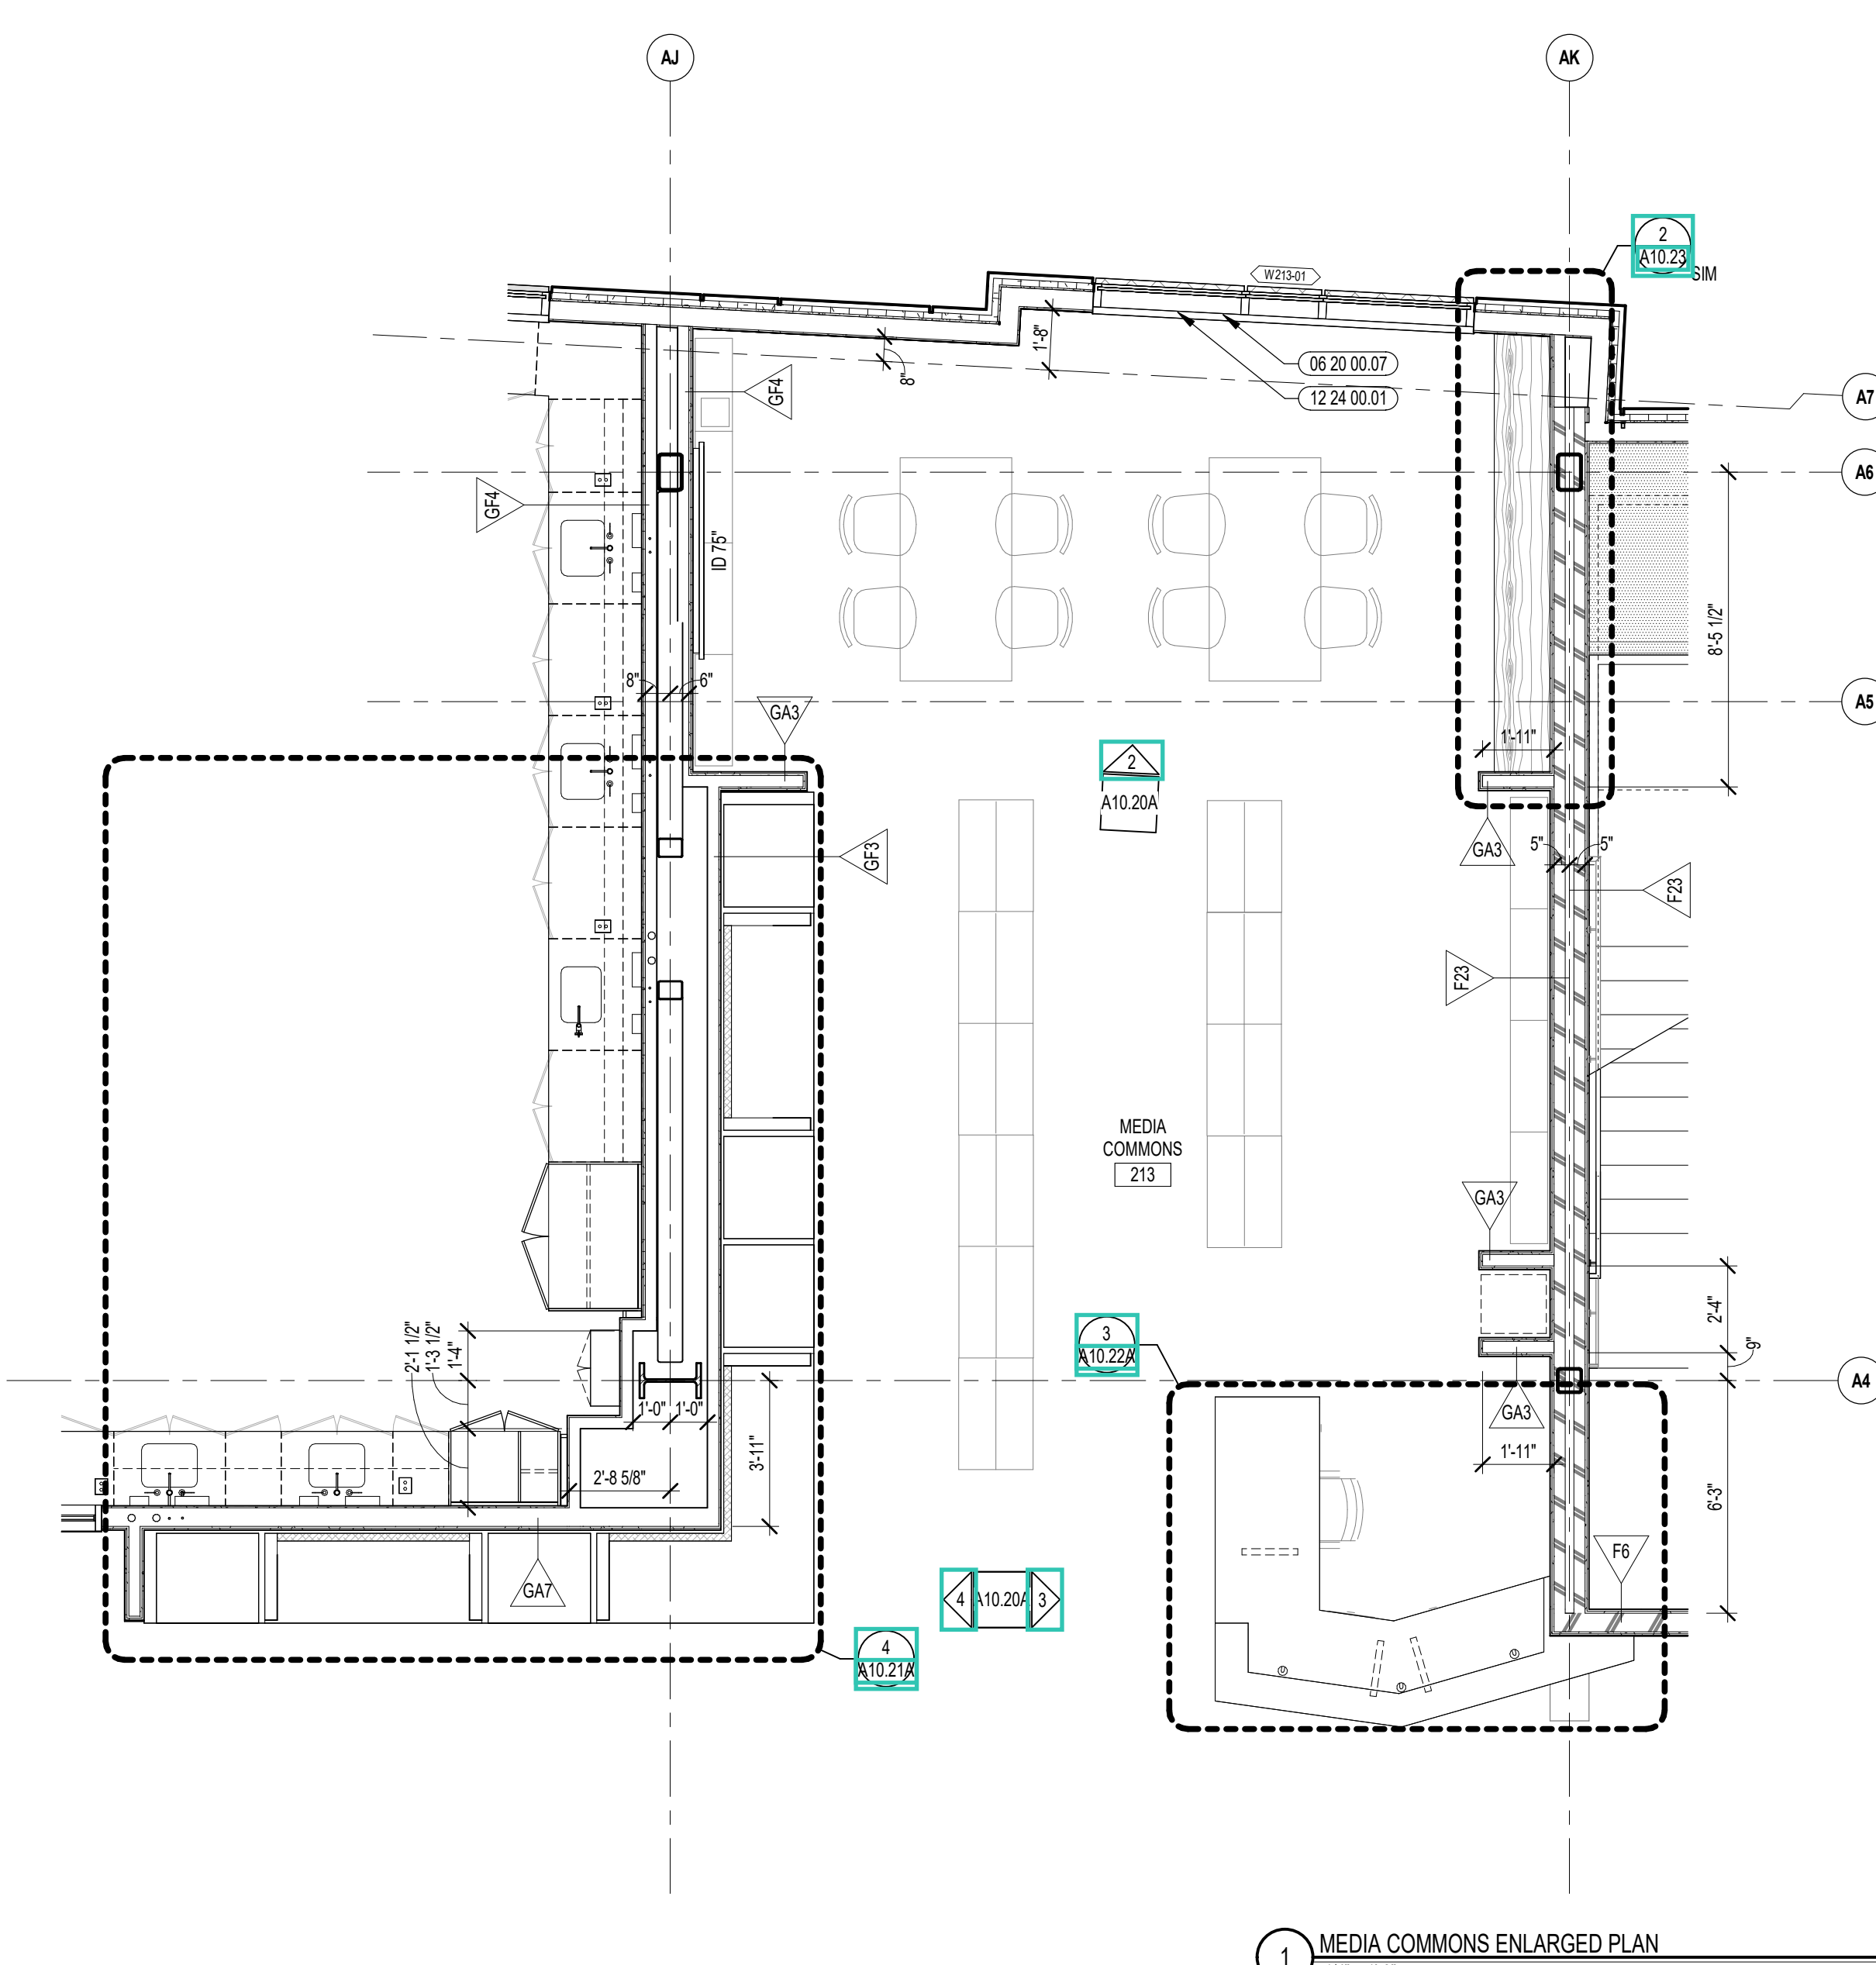 AJ
AK
2
A10.23
SIM
W213-01
1'-8"
8"
06 20 00.07
12 24 00.01
A7
GF4
A6
GF4
ID 75"
8'-5 1/2"
8"
6"
A5
GA3
1'-11"
2
A10.20A
GA3
5"
5"
GF3
F23
F23
MEDIA
COMMONS
213
GA3
2'-4"
9"
2'-1 1/2"
1'-3 1/2"
1'-4"
3
A10.22A
A4
1'-0"
1'-0"
GA3
3'-11"
1'-11"
2'-8 5/8"
6'-3"
F6
GA7
4
A10.20A
3
4
A10.21A
1
MEDIA COMMONS ENLARGED PLAN